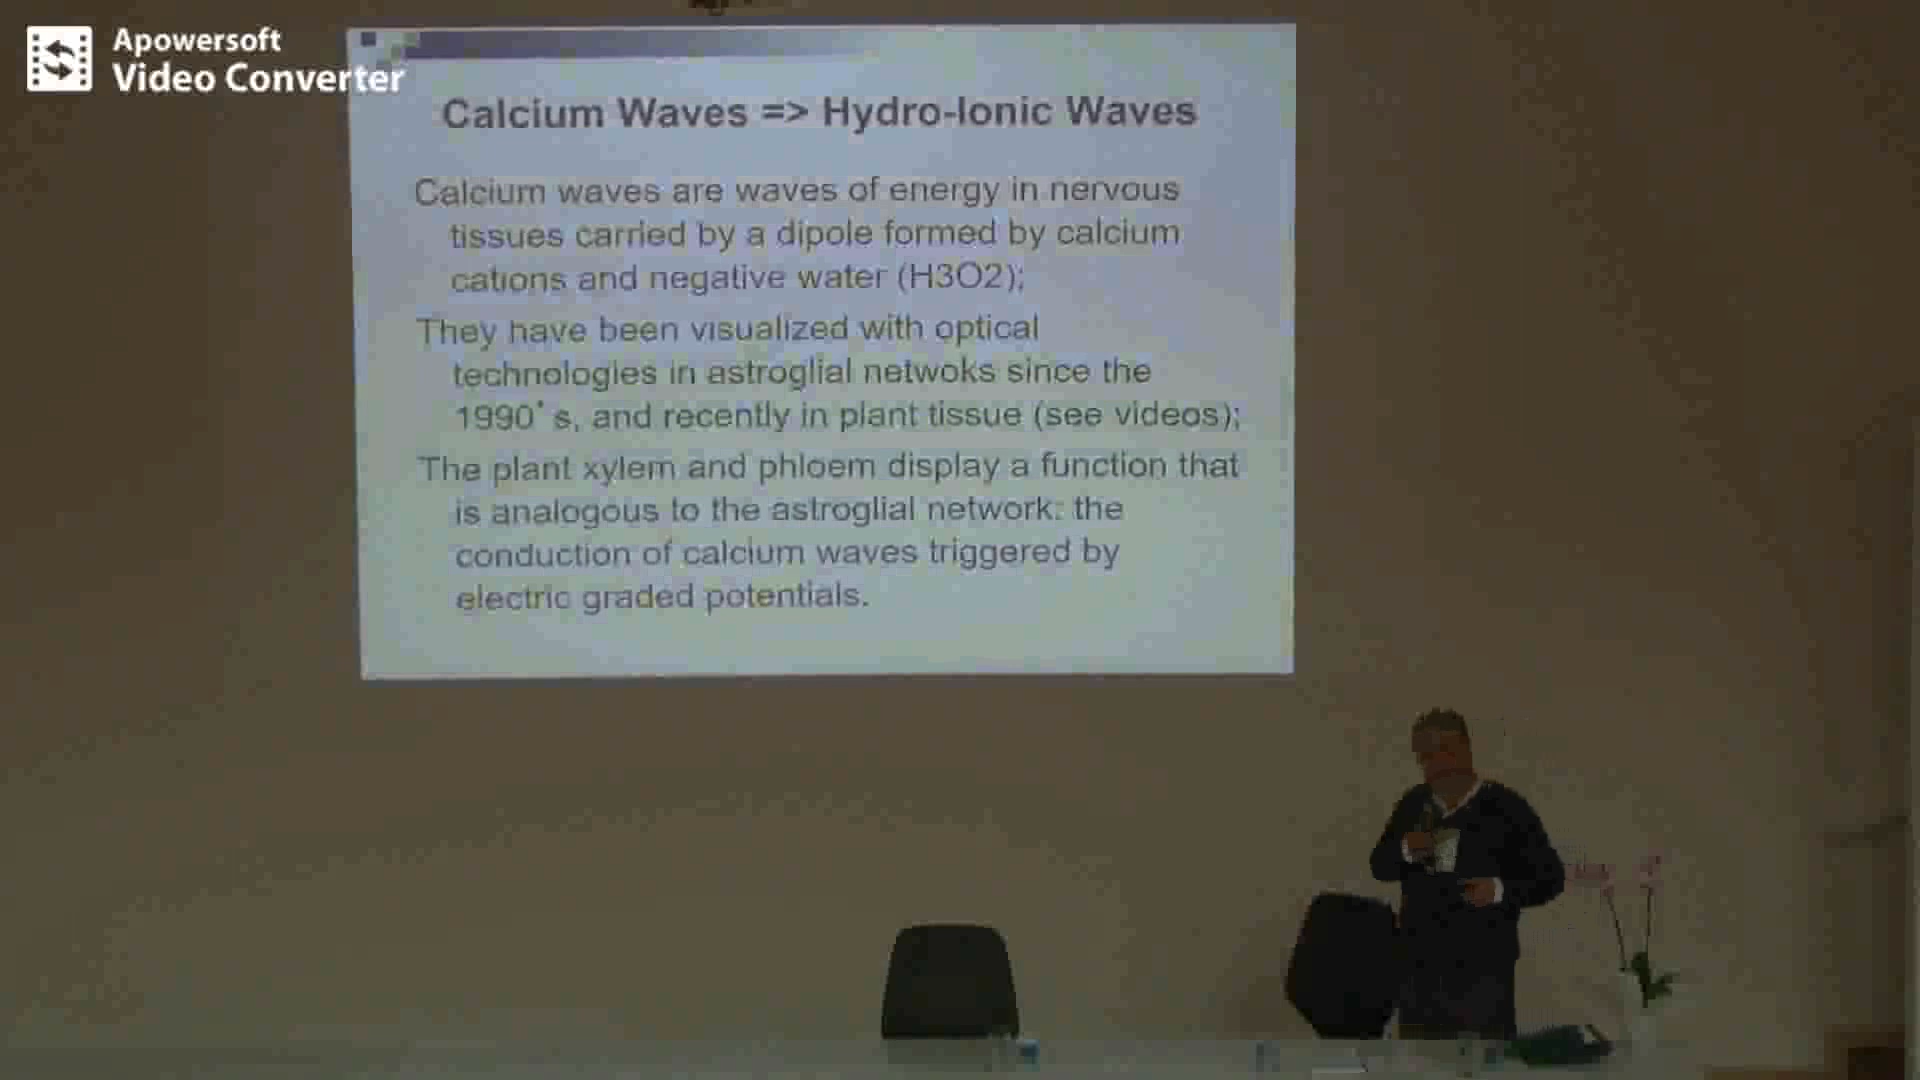 Apowersoft
Video Converter
Calcium Waves => Hydro-Ionic Waves
Calcium waves are waves of energy in nervous
tissues carried by a dipole formed by calcium
cations and negative water (H3O2);
They have been visualized with optical
technologies in astroglial netwoks since the
1990's, and recently in plant tissue (see videos);
The plant xylem and phloem display a function that
is analogous to the astroglial network: the
conduction of calcium waves triggered by
electric graded potentials.